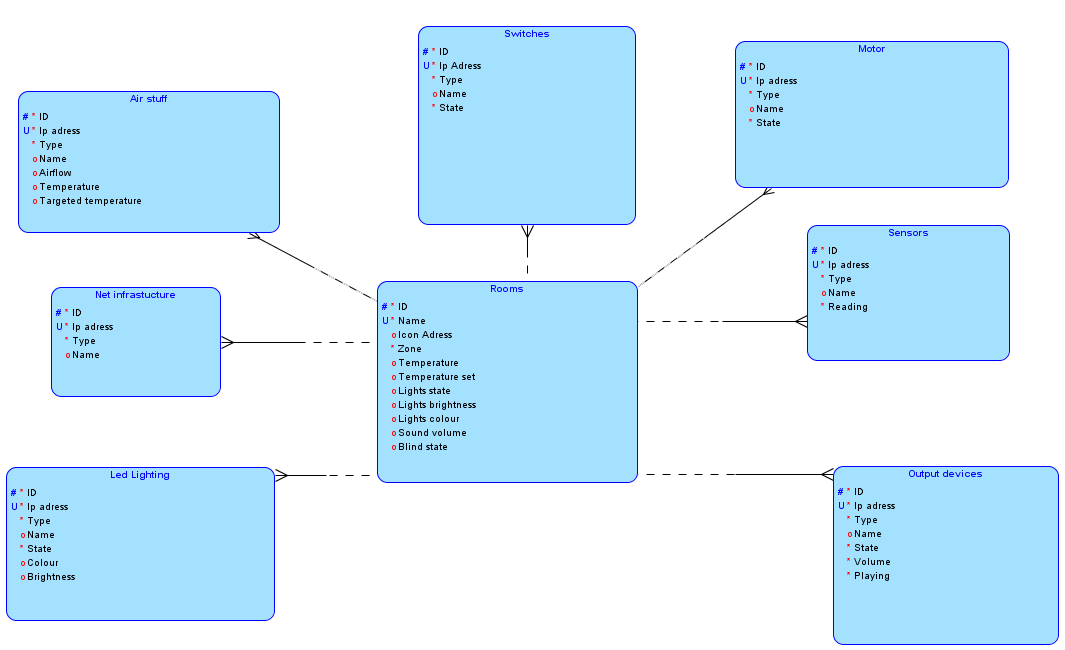 Switches
# * ID
U * Ip Adress
* Type
o Name
* State
Motor
# * ID
U * Ip adress
* Type
o Name
* State
Air stuff
# * ID
U * Ip adress
* Type
o Name
o Airflow
o Temperature
o Targeted temperature
Sensors
# * ID
U * Ip adress
* Type
o Name
* Reading
Rooms
# * ID
U * Name
o Icon Adress
* Zone
o Temperature
o Temperature set
o Lights state
o Lights brightness
o Lights colour
o Sound volume
o Blind state
Net infrastucture
# * ID
U * Ip adress
* Type
o Name
Led Lighting
# * ID
U * Ip adress
* Type
o Name
* State
o Colour
o Brightness
Output devices
# * ID
U * Ip adress
* Type
o Name
* State
* Volume
* Playing